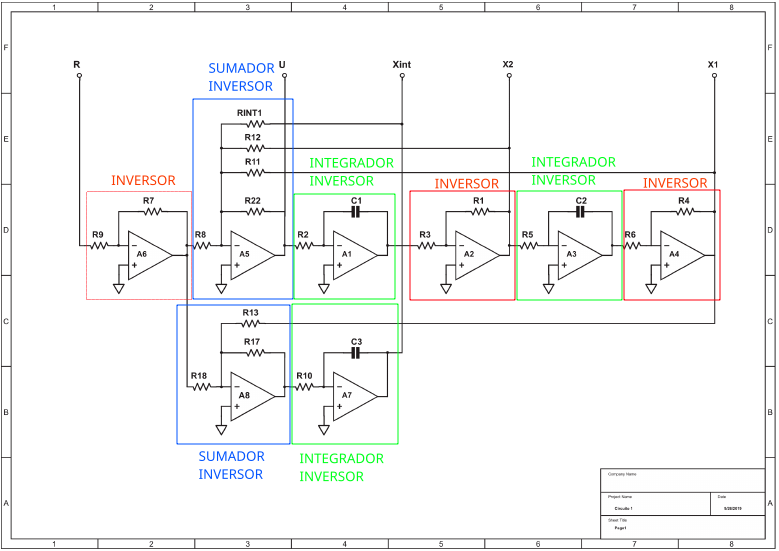 1 2 3 4 5 6 7 8
F F
R
SUMADOR U
INVERSOR
Xint X2 X1
E E
RINT1
R12
R11
INTEGRADOR
INVERSOR
INTEGRADOR
INVERSOR
INVERSOR
INVERSOR
INVERSOR
D D
R7 R22 C1 R1 C2 R4
R9 R8 R2 R3 R5 R6
− − − − − −
A6 A5 A1 A2 A3 A4
+ + + + + +
C C
R13
R17 C3
R18 R10
− −
A8 A7
+ +
B B
SUMADOR
INVERSOR
INTEGRADOR
INVERSOR
A A
Company Name
Project Name Date
Circuito 1 5/28/2019
Sheet Title
Page1
1 2 3 4 5 6 7 8